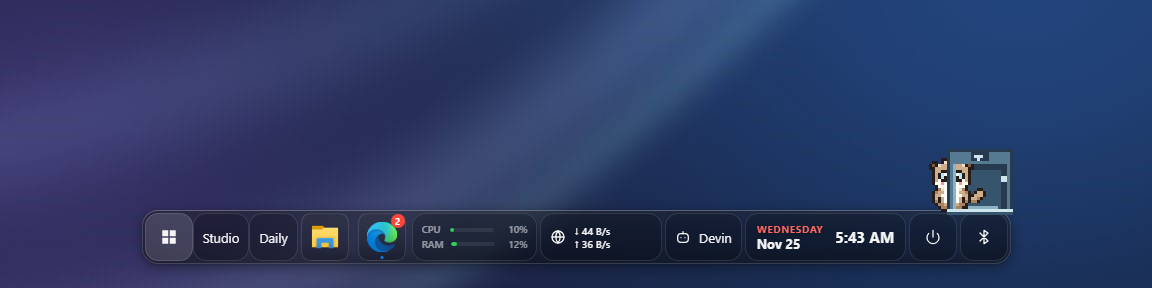 Studio
Daily
2
CPU 10%
RAM 12%
↓ 44 B/s
↑ 36 B/s
Devin
WEDNESDAY
Nov 25
5:43 AM